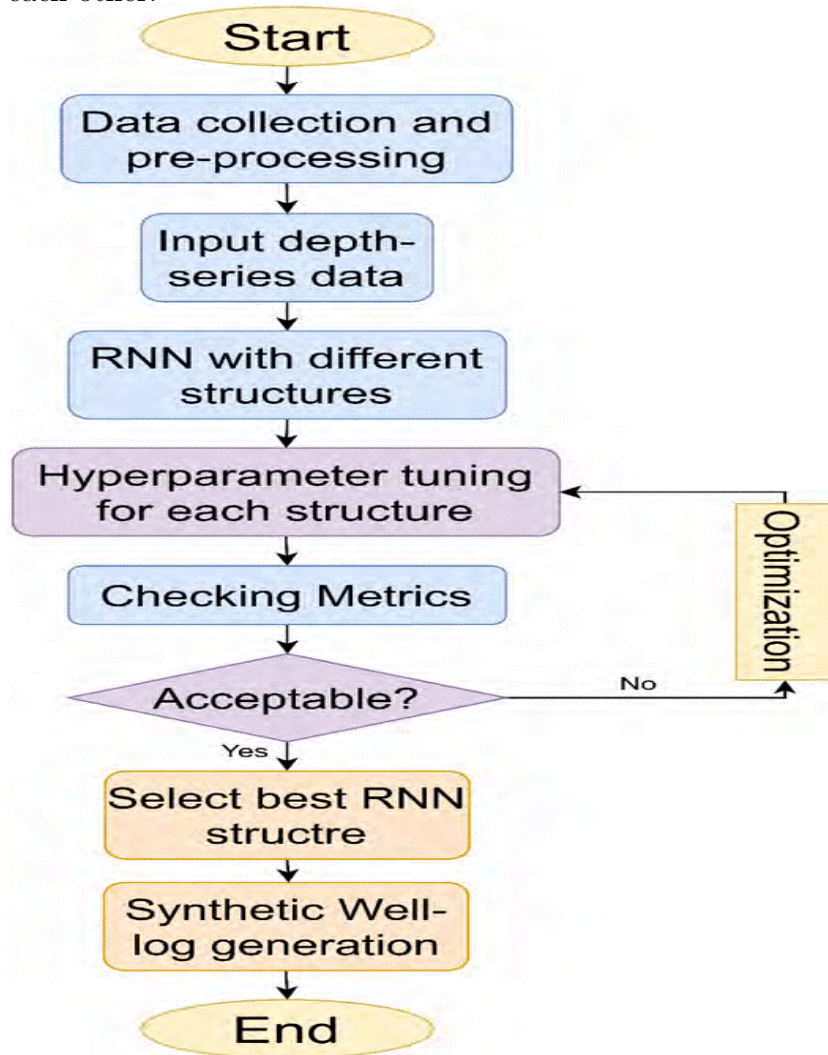 Start
Data collection and
pre-processing
Input depth-
series data
RNN with different
structures
Hyperparameter tuning
for each structure
Optimization
Checking Metrics
Acceptable?
No
Yes
Select best RNN
structre
Synthetic Well-
log generation
End